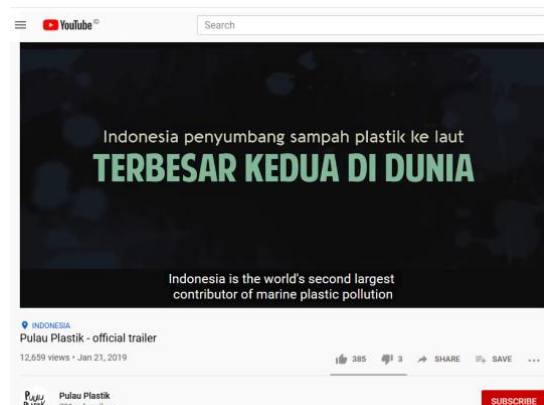 YouTube ID
Search
Indonesia penyumbang sampah plastik ke laut
TERBESAR KEDUA DI DUNIA
Indonesia is the world's second largest
contributor of marine plastic pollution
INDONESIA
Pulau Plastik - official trailer
12,659 views • Jan 21, 2019
385
3
SHARE
SAVE
Pulau Plastik
SUBSCRIBE